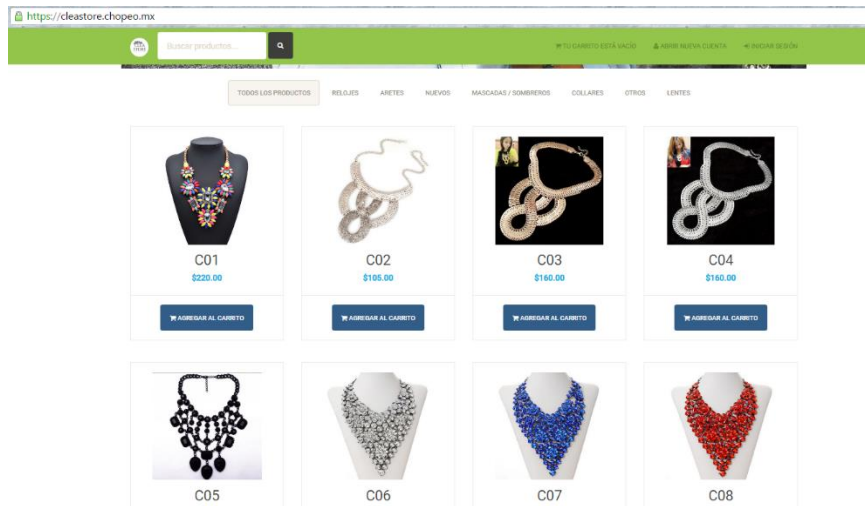 https://cleastore.chopeo.mx
Buscar productos...
TU CARRITO ESTÁ VACÍO ABRIR NUEVA CUENTA INICIAR SESIÓN
TODOS LOS PRODUCTOS RELOJES ARETES NUEVOS MASCADAS / SOMBREROS COLLARES OTROS LENTES
C01 C02 C03 C04
$220.00 $105.00 $160.00 $160.00
AGREGAR AL CARRITO AGREGAR AL CARRITO AGREGAR AL CARRITO AGREGAR AL CARRITO
C05 C06 C07 C08